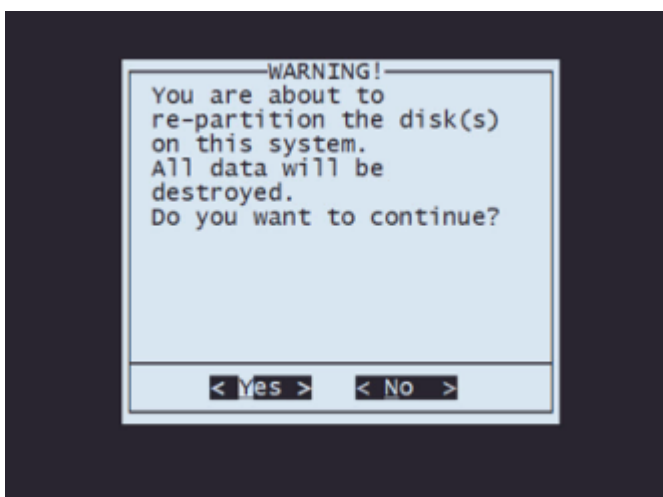 WARNING!
You are about to
re-partition the disk(s)
on this system.
All data will be
destroyed.
Do you want to continue?
< Yes > < No >